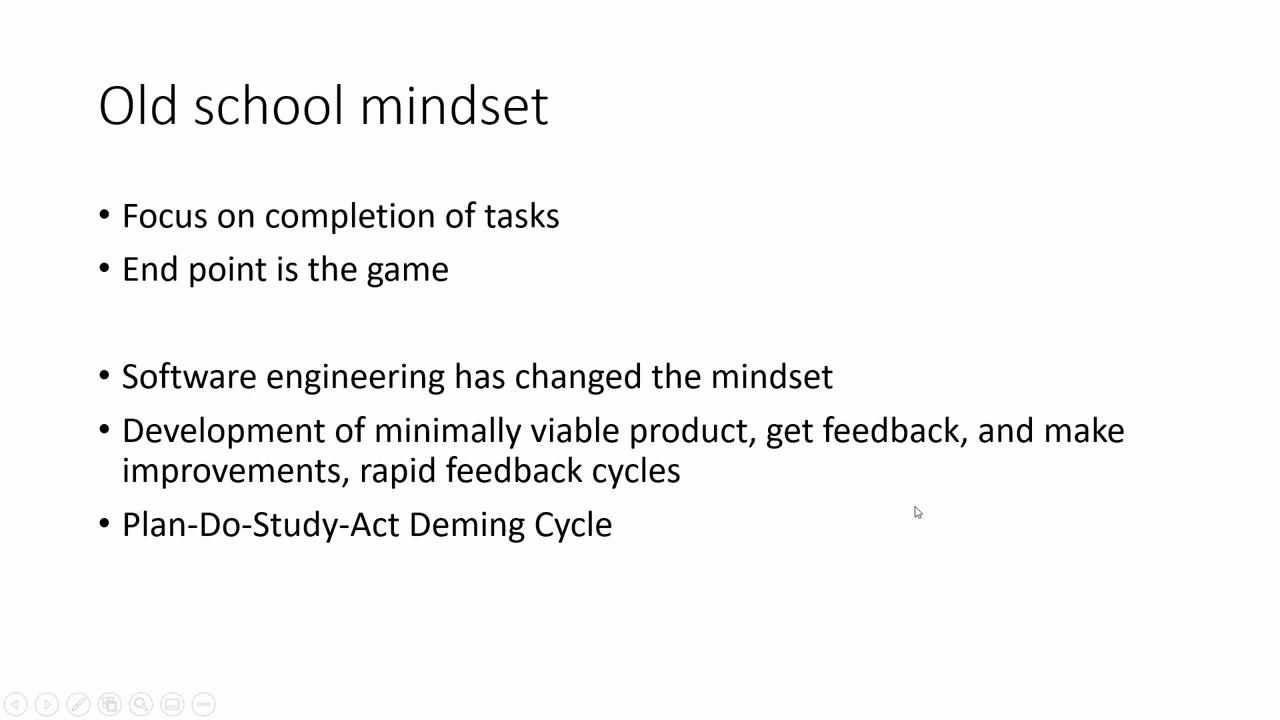 Old school mindset
• Focus on completion of tasks
• End point is the game
• Software engineering has changed the mindset
• Development of minimally viable product, get feedback, and make
improvements, rapid feedback cycles
• Plan-Do-Study-Act Deming Cycle